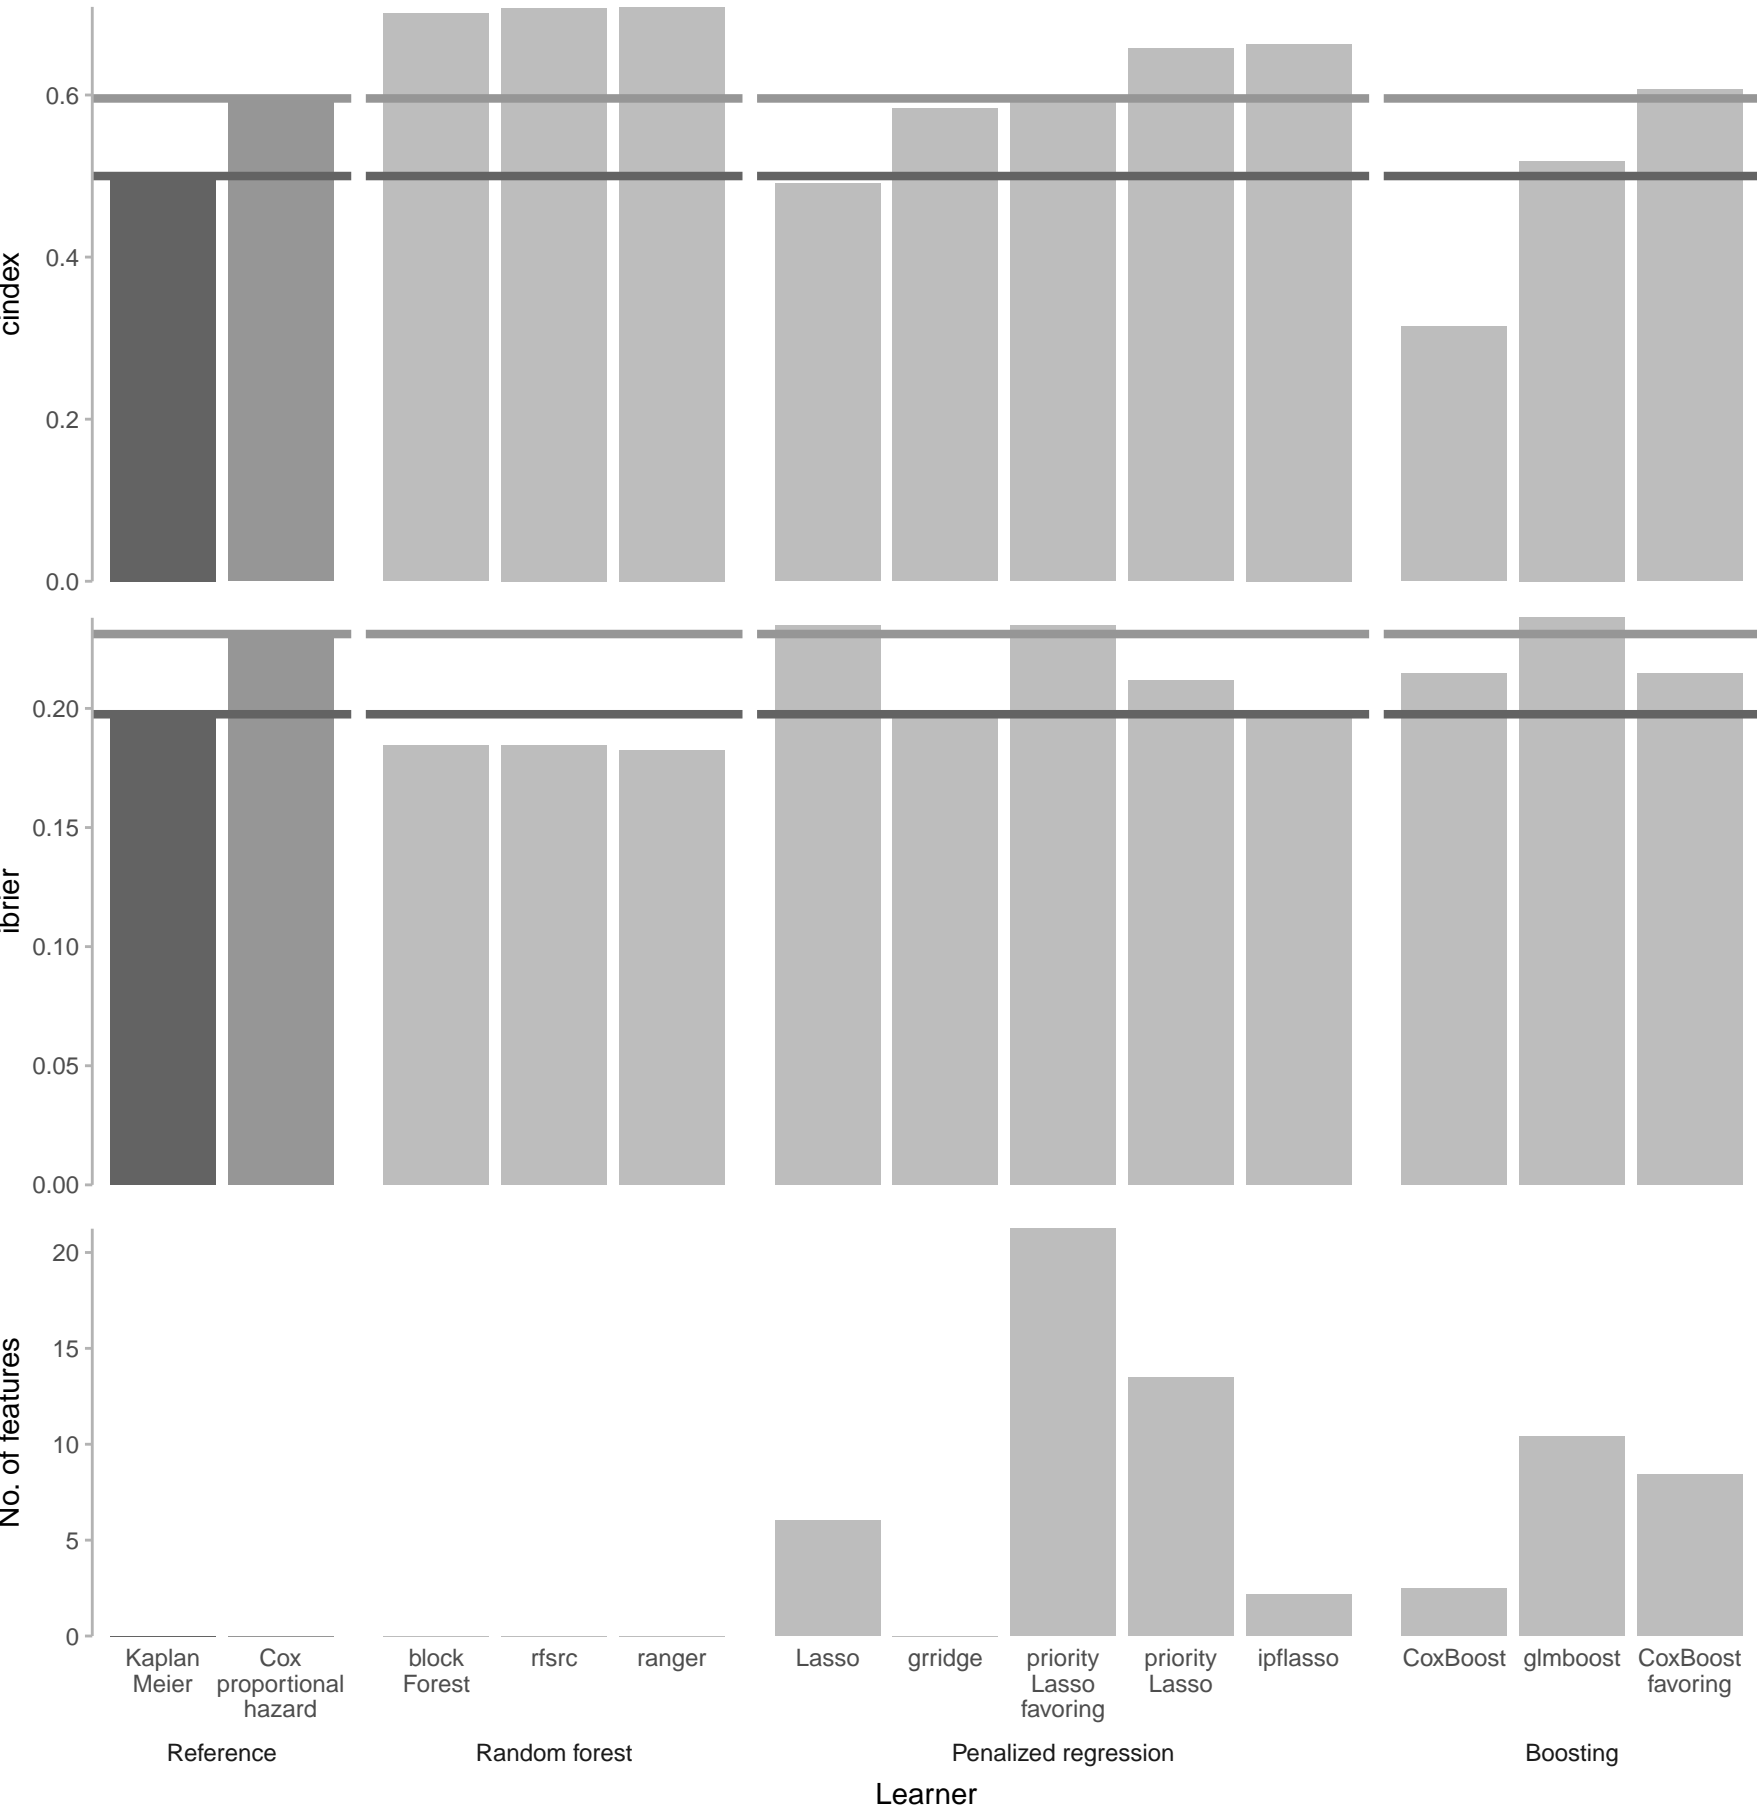 cindex
0.6
0.4
0.2
0.0
ibrier
0.20
0.15
0.10
0.05
0.00
No. of features
20
15
10
5
0
Kaplan
Meier
Cox
proportional
hazard
block
Forest
rfsrc
ranger
Lasso
grridge
priority
Lasso
favoring
priority
Lasso
ipflasso
CoxBoost
glmboost
CoxBoost
favoring
Reference
Random forest
Penalized regression
Boosting
Learner